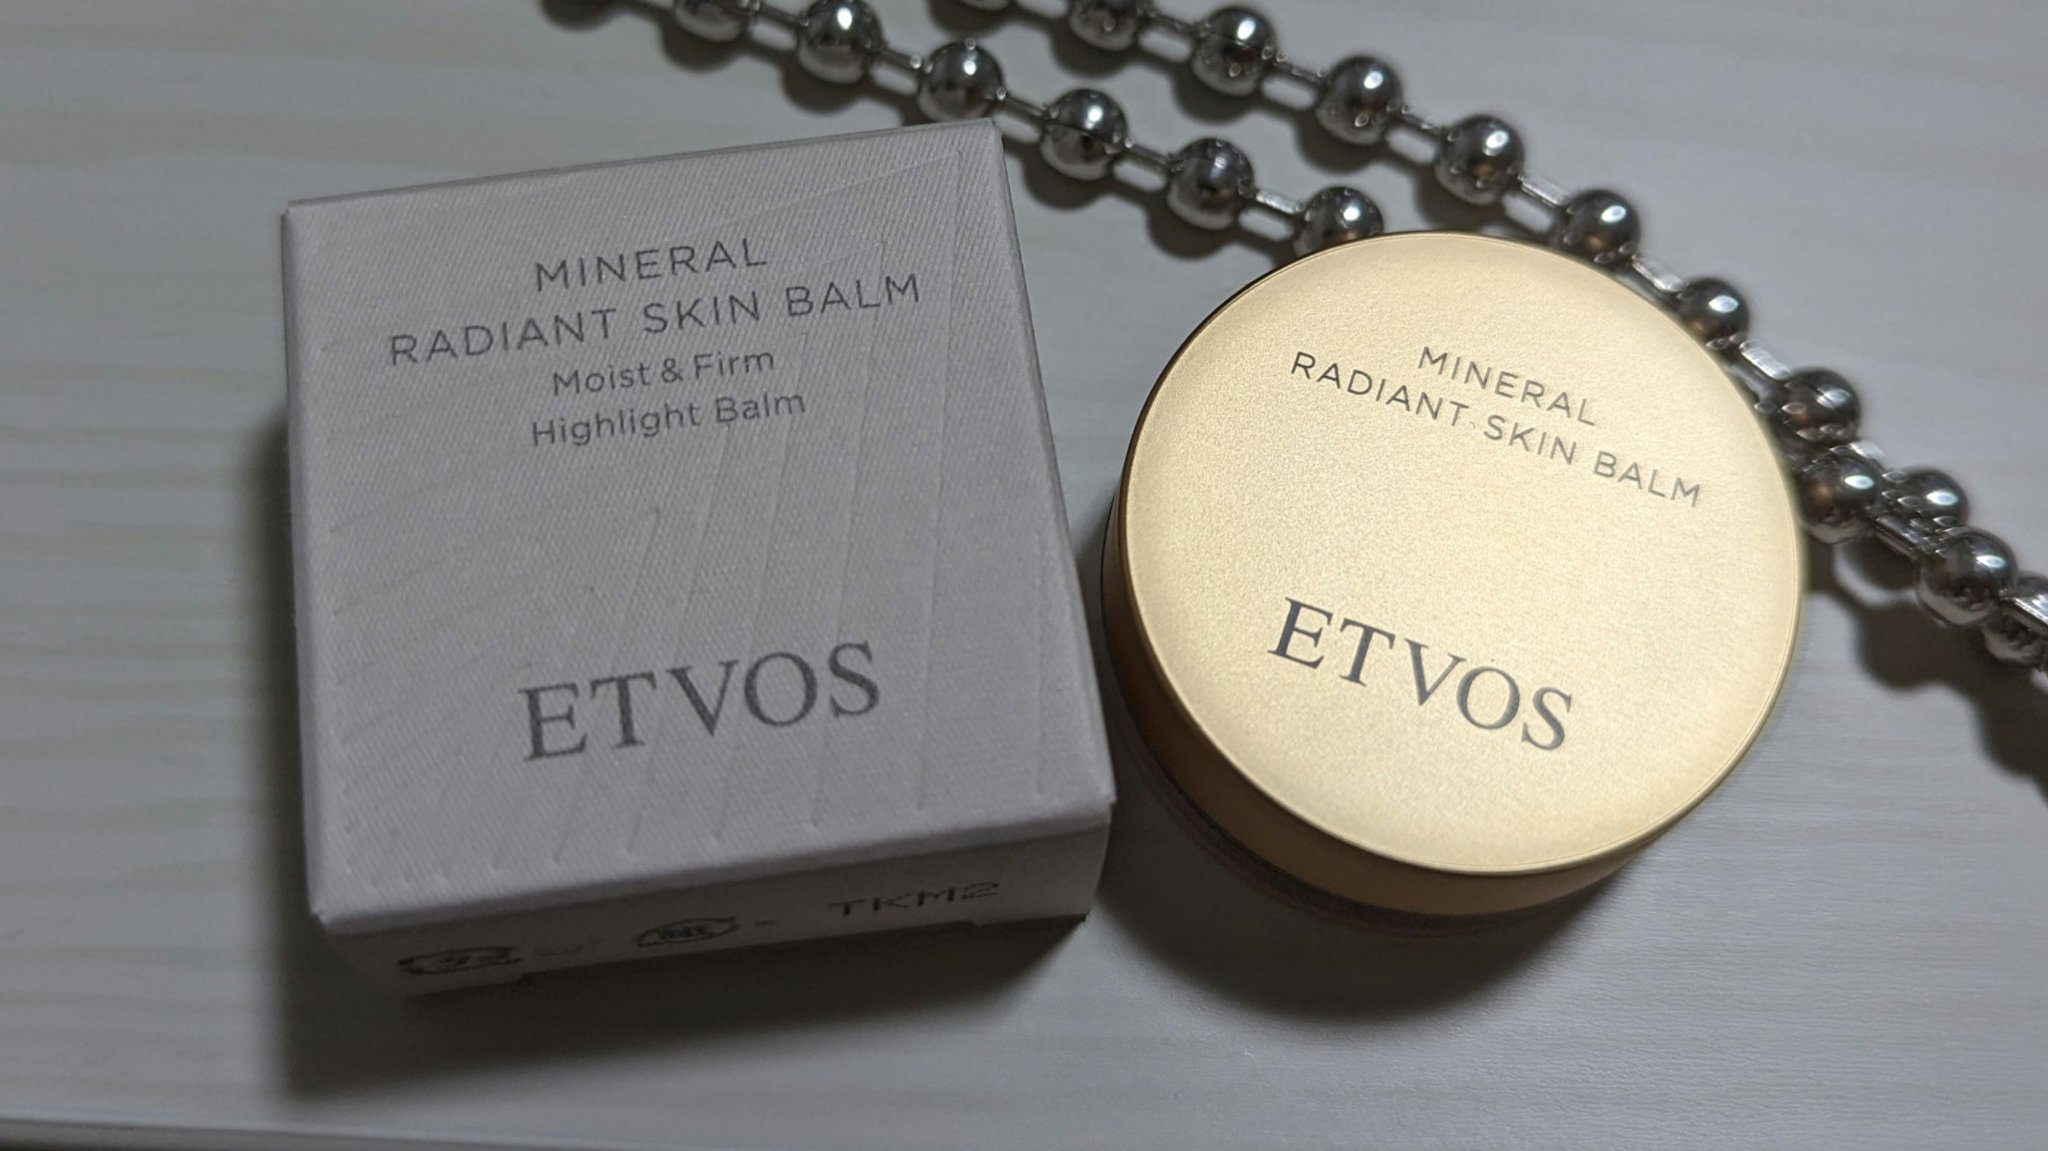 MINERAL
RADIANT SKIN BALM
Moist & Firm
Highlight Balm
ETVOS
TKM2
MINERAL
RADIANT SKIN BALM
ETVOS